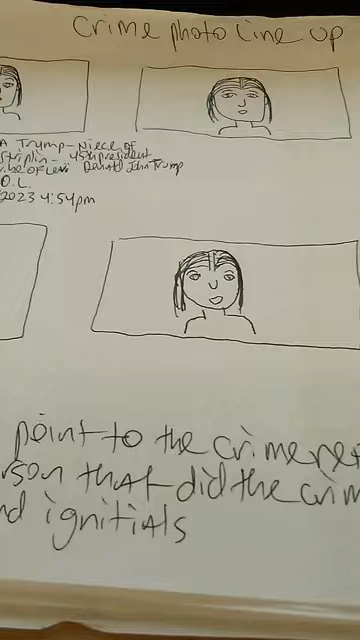 Crime photo Line up
A Trump - Niece of
Striplin - 45th president
Donald John Trump
O.L.
2023 4:54pm
point to the crime
rson that did the crim
nd ignitials